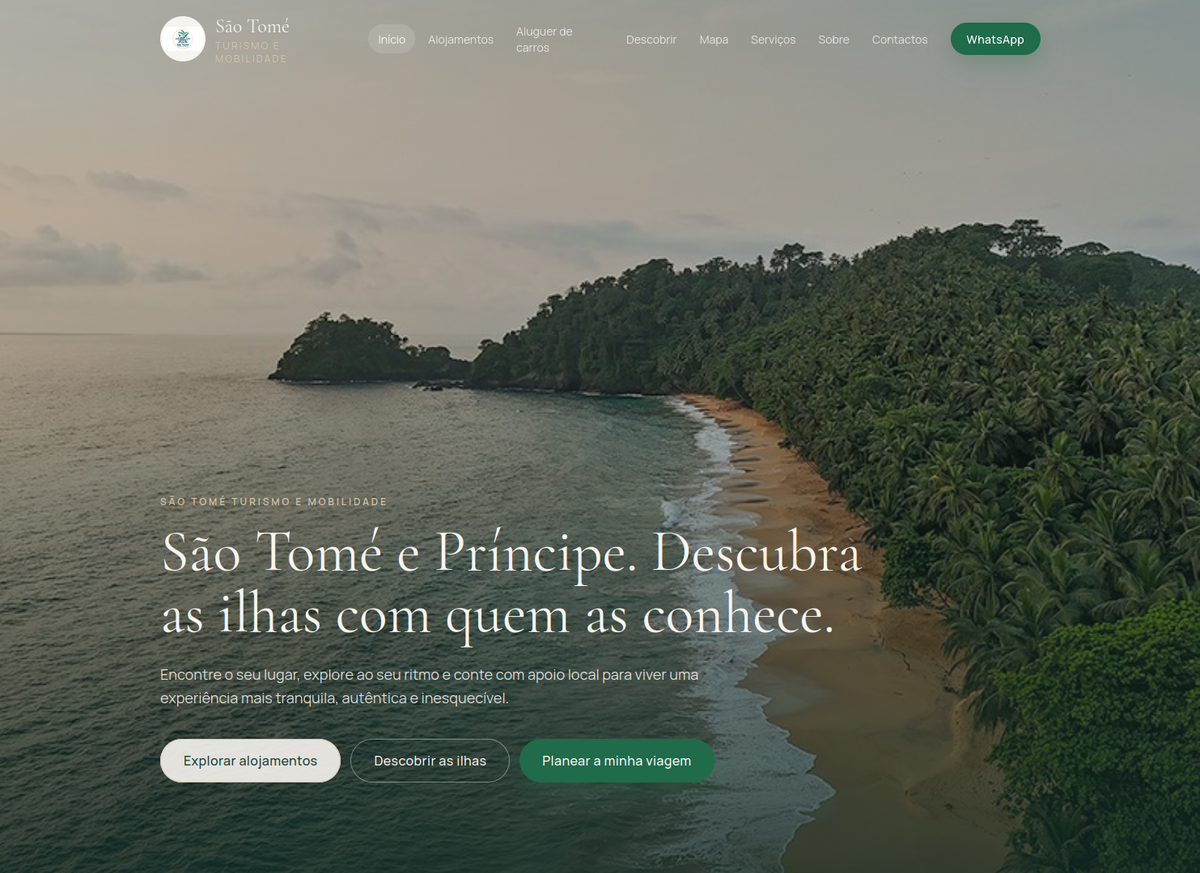 São Tomé
TURISMO E
MOBILIDADE
Início
Alojamentos
Aluguer de
carros
Descobrir
Mapa
Serviços
Sobre
Contactos
WhatsApp
SÃO TOMÉ TURISMO E MOBILIDADE
São Tomé e Príncipe. Descubra
as ilhas com quem as conhece.
Encontre o seu lugar, explore ao seu ritmo e conte com apoio local para viver uma
experiência mais tranquila, autêntica e inesquecível.
Explorar alojamentos
Descobrir as ilhas
Planear a minha viagem